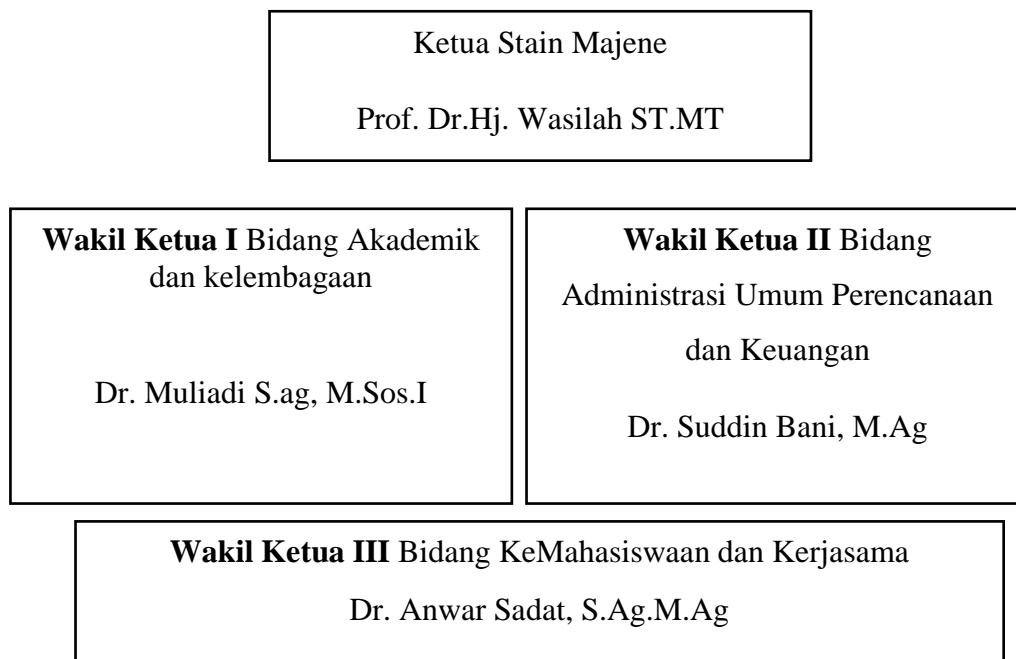 Ketua Stain Majene
Prof. Dr.Hj. Wasilah ST.MT
Wakil Ketua I Bidang Akademik
dan kelembagaan
Dr. Muliadi S.ag, M.Sos.I
Wakil Ketua II Bidang
Administrasi Umum Perencanaan
dan Keuangan
Dr. Suddin Bani, M.Ag
Wakil Ketua III Bidang KeMahasiswaan dan Kerjasama
Dr. Anwar Sadat, S.Ag.M.Ag